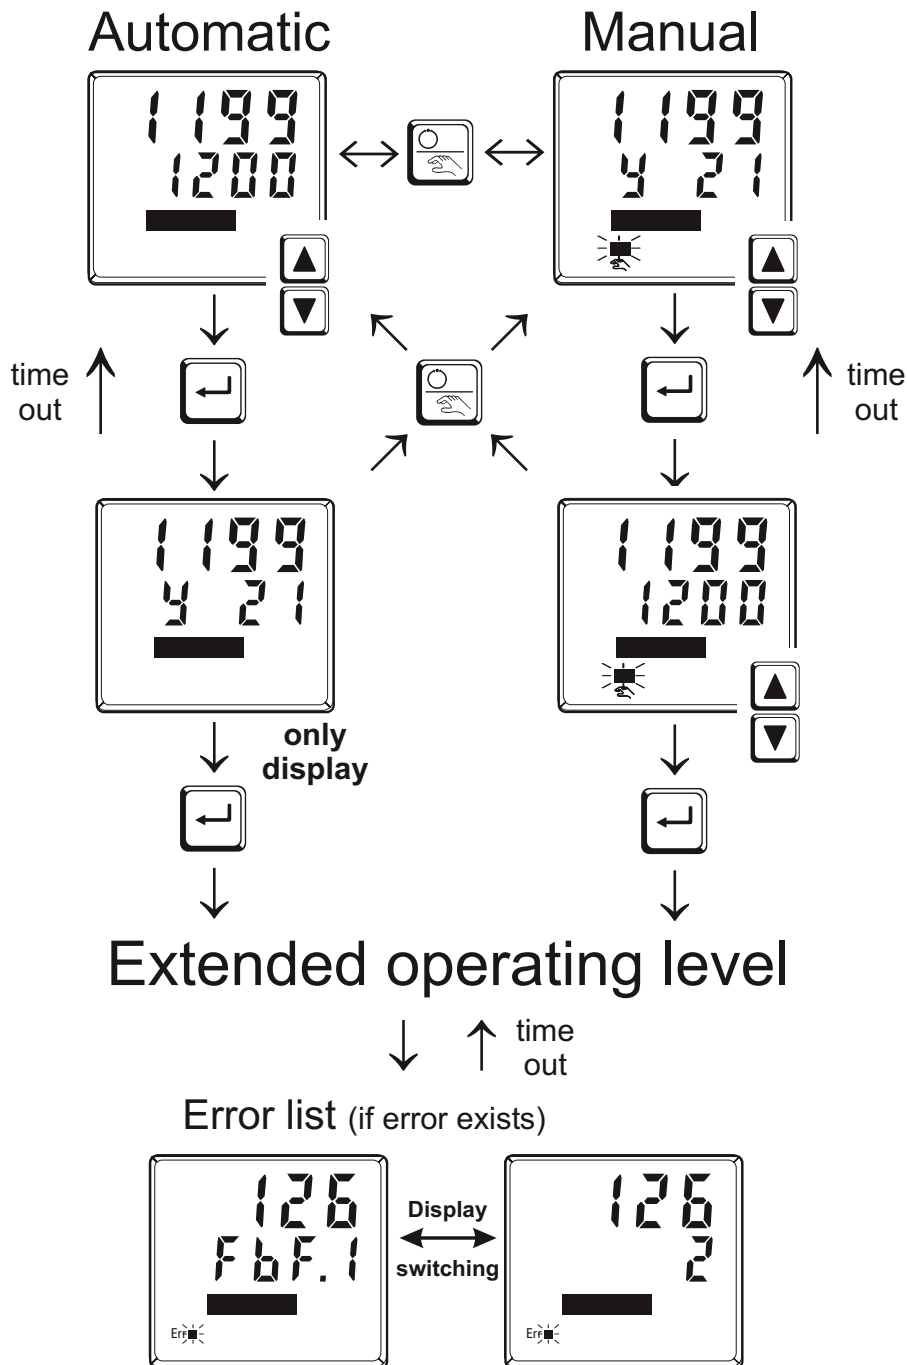 Automatic
Manual
1199
1200
1199
y 21
time
out
time
out
1199
y 21
1199
1200
only
display
Extended operating level
time
out
Error list (if error exists)
126
FbF.1
Display
switching
126
2
Err
Err